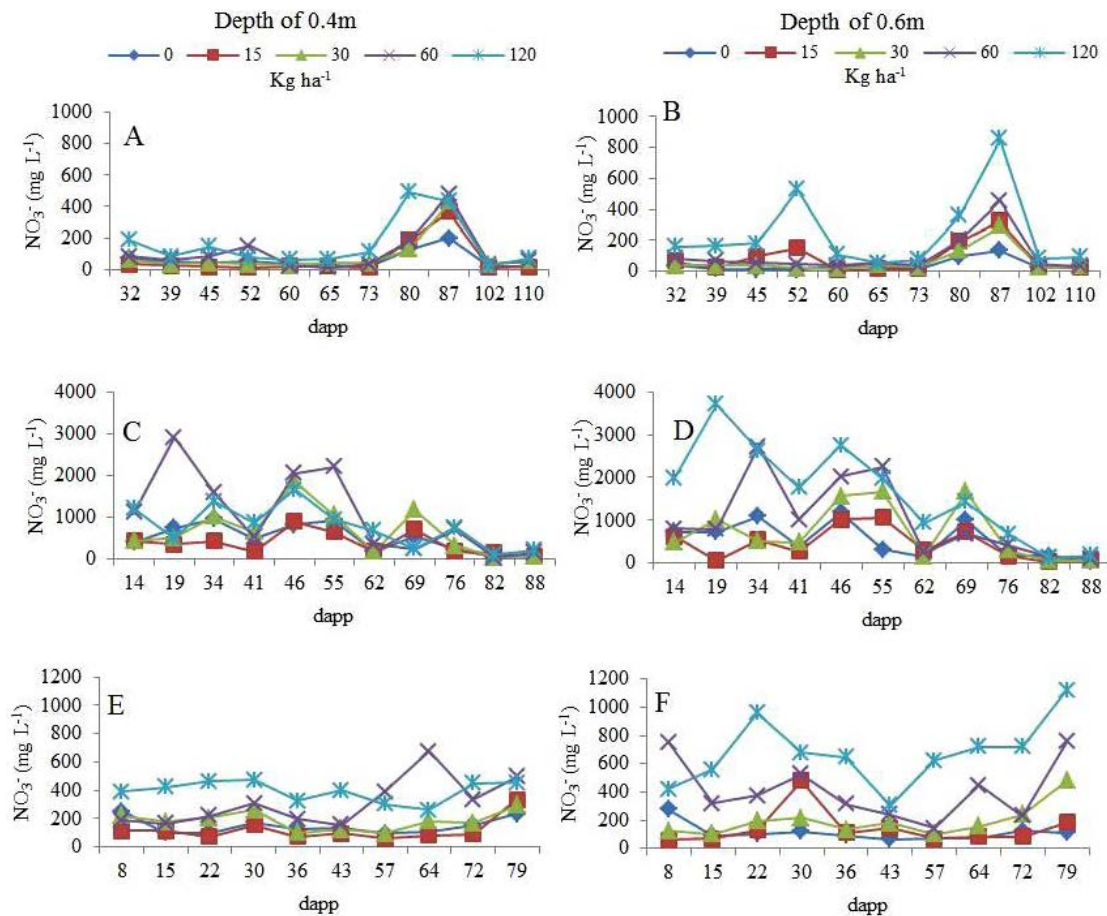 Depth of 0.4m
0 15 30 60 120
Kg ha⁻¹
A
NO₃⁻ (mg L⁻¹)
1000
800
600
400
200
0
32 39 45 52 60 65 73 80 87 102 110
dapp
Depth of 0.6m
0 15 30 60 120
Kg ha⁻¹
B
NO₃⁻ (mg L⁻¹)
1000
800
600
400
200
0
32 39 45 52 60 65 73 80 87 102 110
dapp
C
NO₃⁻ (mg L⁻¹)
4000
3000
2000
1000
0
14 19 34 41 46 55 62 69 76 82 88
dapp
D
NO₃⁻ (mg L⁻¹)
4000
3000
2000
1000
0
14 19 34 41 46 55 62 69 76 82 88
dapp
E
NO₃⁻ (mg L⁻¹)
1200
1000
800
600
400
200
0
8 15 22 30 36 43 57 64 72 79
dapp
F
NO₃⁻ (mg L⁻¹)
1200
1000
800
600
400
200
0
8 15 22 30 36 43 57 64 72 79
dapp